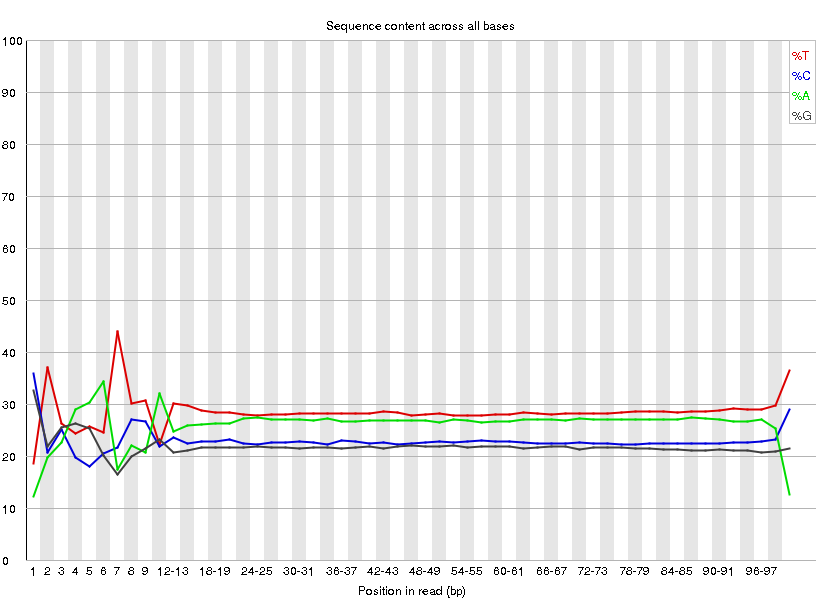 Sequence content across all bases
100
90
80
70
60
50
40
30
20
10
0
%T
%C
%A
%G
1 2 3 4 5 6 7 8 9 12-13 18-19 24-25 30-31 36-37 42-43 48-49 54-55 60-61 66-67 72-73 78-79 84-85 90-91 96-97
Position in read (bp)